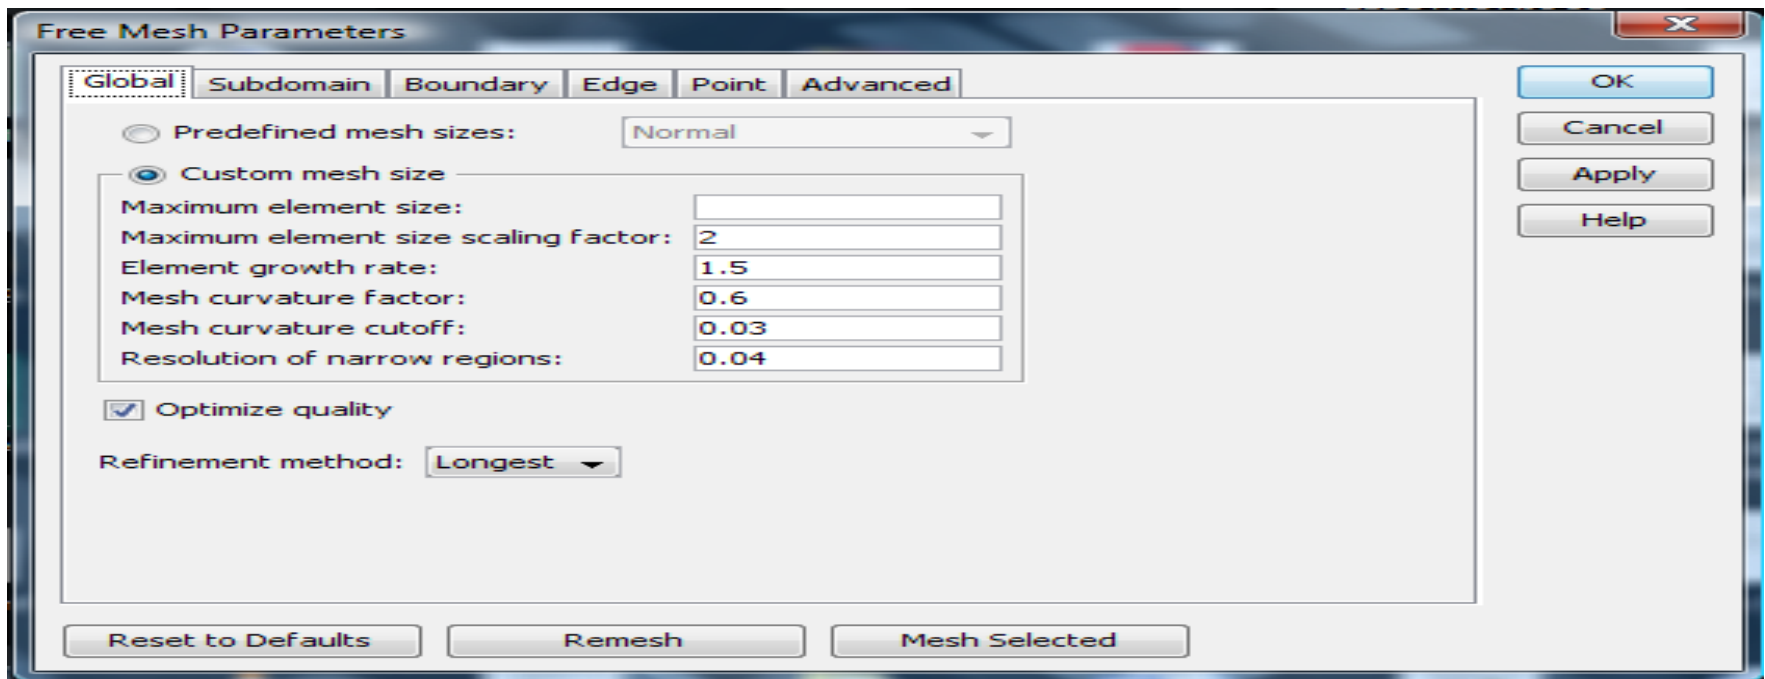 Free Mesh Parameters
Global Subdomain Boundary Edge Point Advanced
OK
Predefined mesh sizes: Normal
Cancel
Custom mesh size
Apply
Maximum element size:
Maximum element size scaling factor: 2
Help
Element growth rate: 1.5
Mesh curvature factor: 0.6
Mesh curvature cutoff: 0.03
Resolution of narrow regions: 0.04
Optimize quality
Refinement method: Longest
Reset to Defaults Remesh Mesh Selected